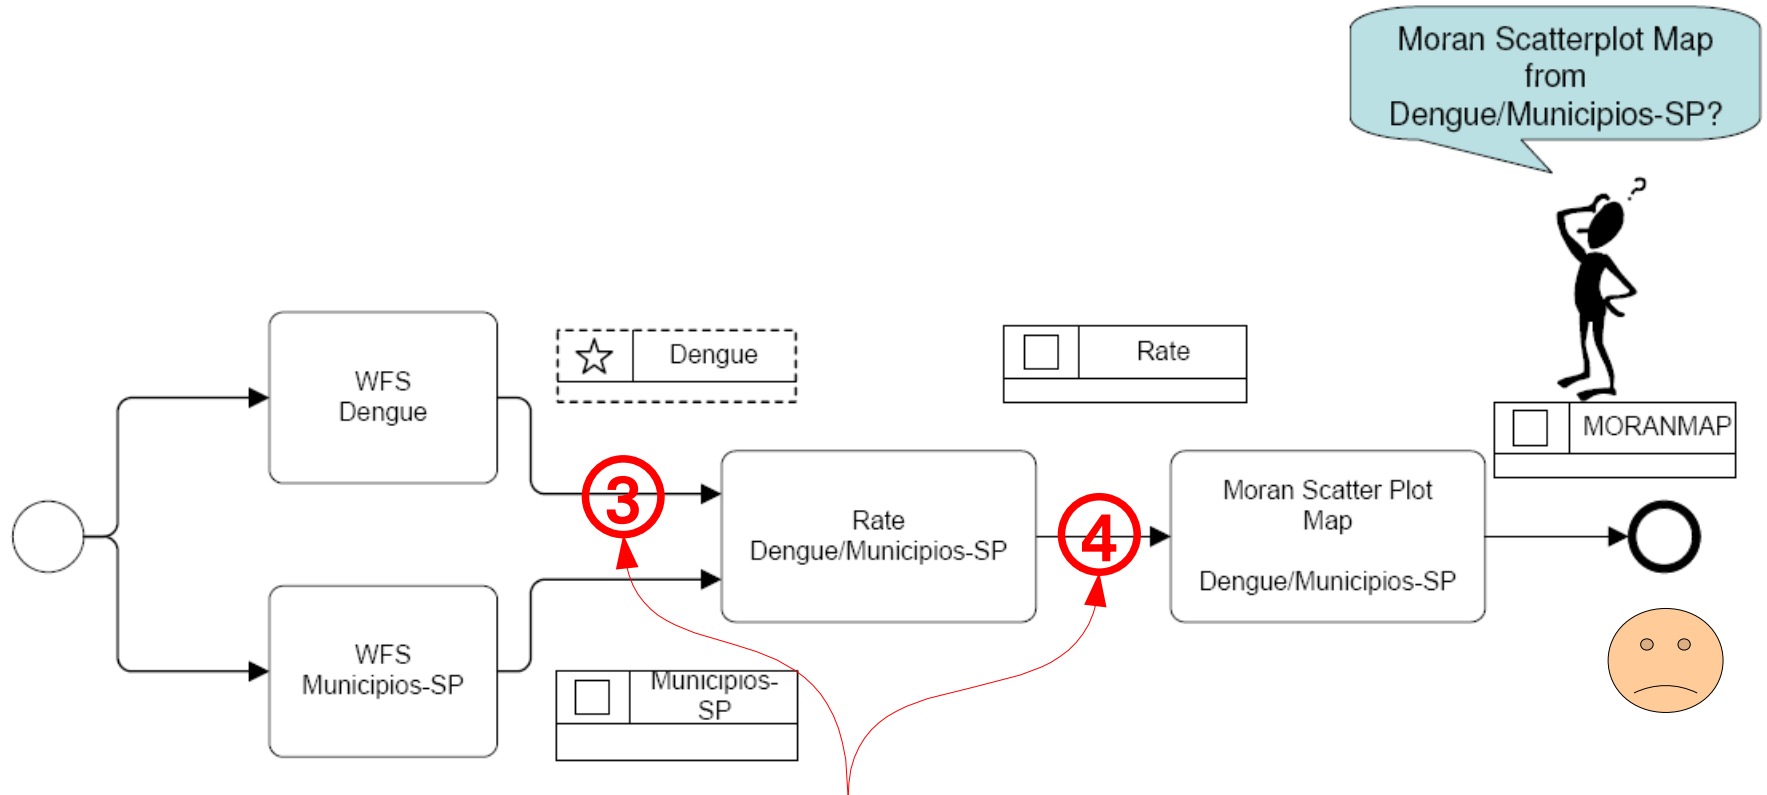 Moran Scatterplot Map
from
Dengue/Municipios-SP?
?
WFS
Dengue
Dengue
Rate
MORANMAP
3
4
Rate
Dengue/Municipios-SP
Moran Scatter Plot
Map
Dengue/Municipios-SP
WFS
Municipios-SP
Municipios-
SP